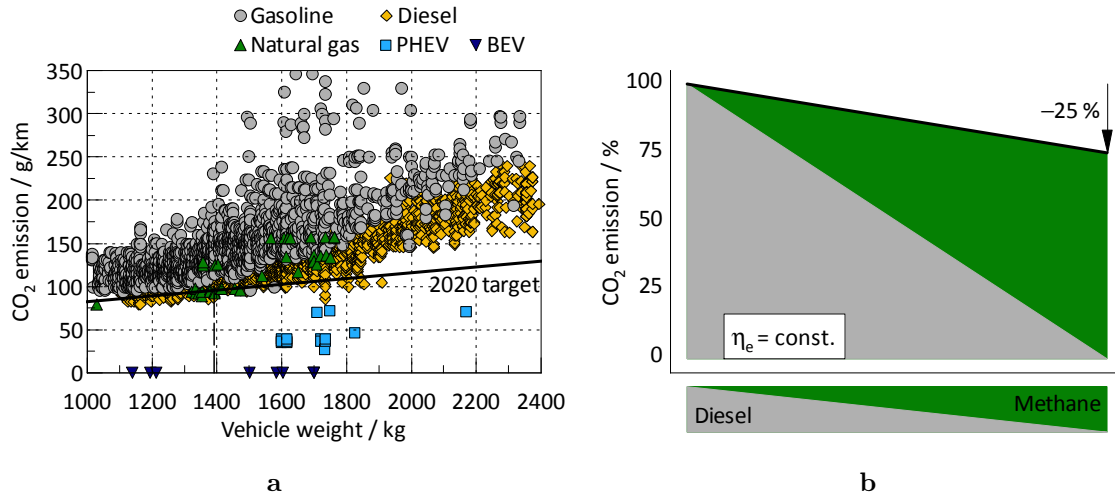 Gasoline Diesel
Natural gas PHEV BEV
CO₂ emission / g/km
350
300
250
200
150
100
50
0
2020 target
1000 1200 1400 1600 1800 2000 2200 2400
Vehicle weight / kg
a
CO₂ emission / %
100
75
50
25
0
−25 %
ηₑ = const.
Diesel
Methane
b